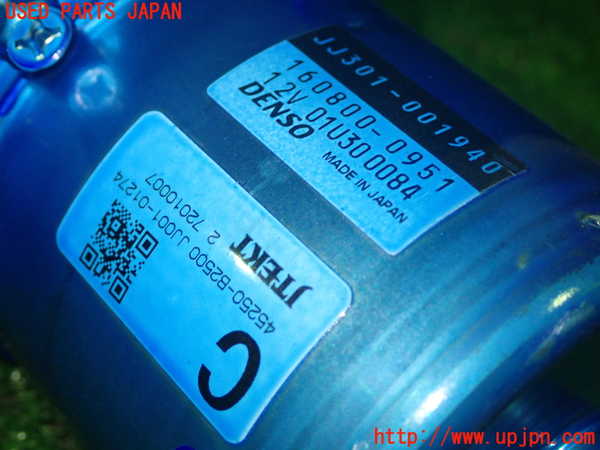 USED PARTS JAPAN
JJ301-001940
160800-0951
12V 01U300084
DENSO MADE IN JAPAN
JTEKT
45250-B2500 JJ001-01274
2 72010007
C
http://www.upjpn.com/